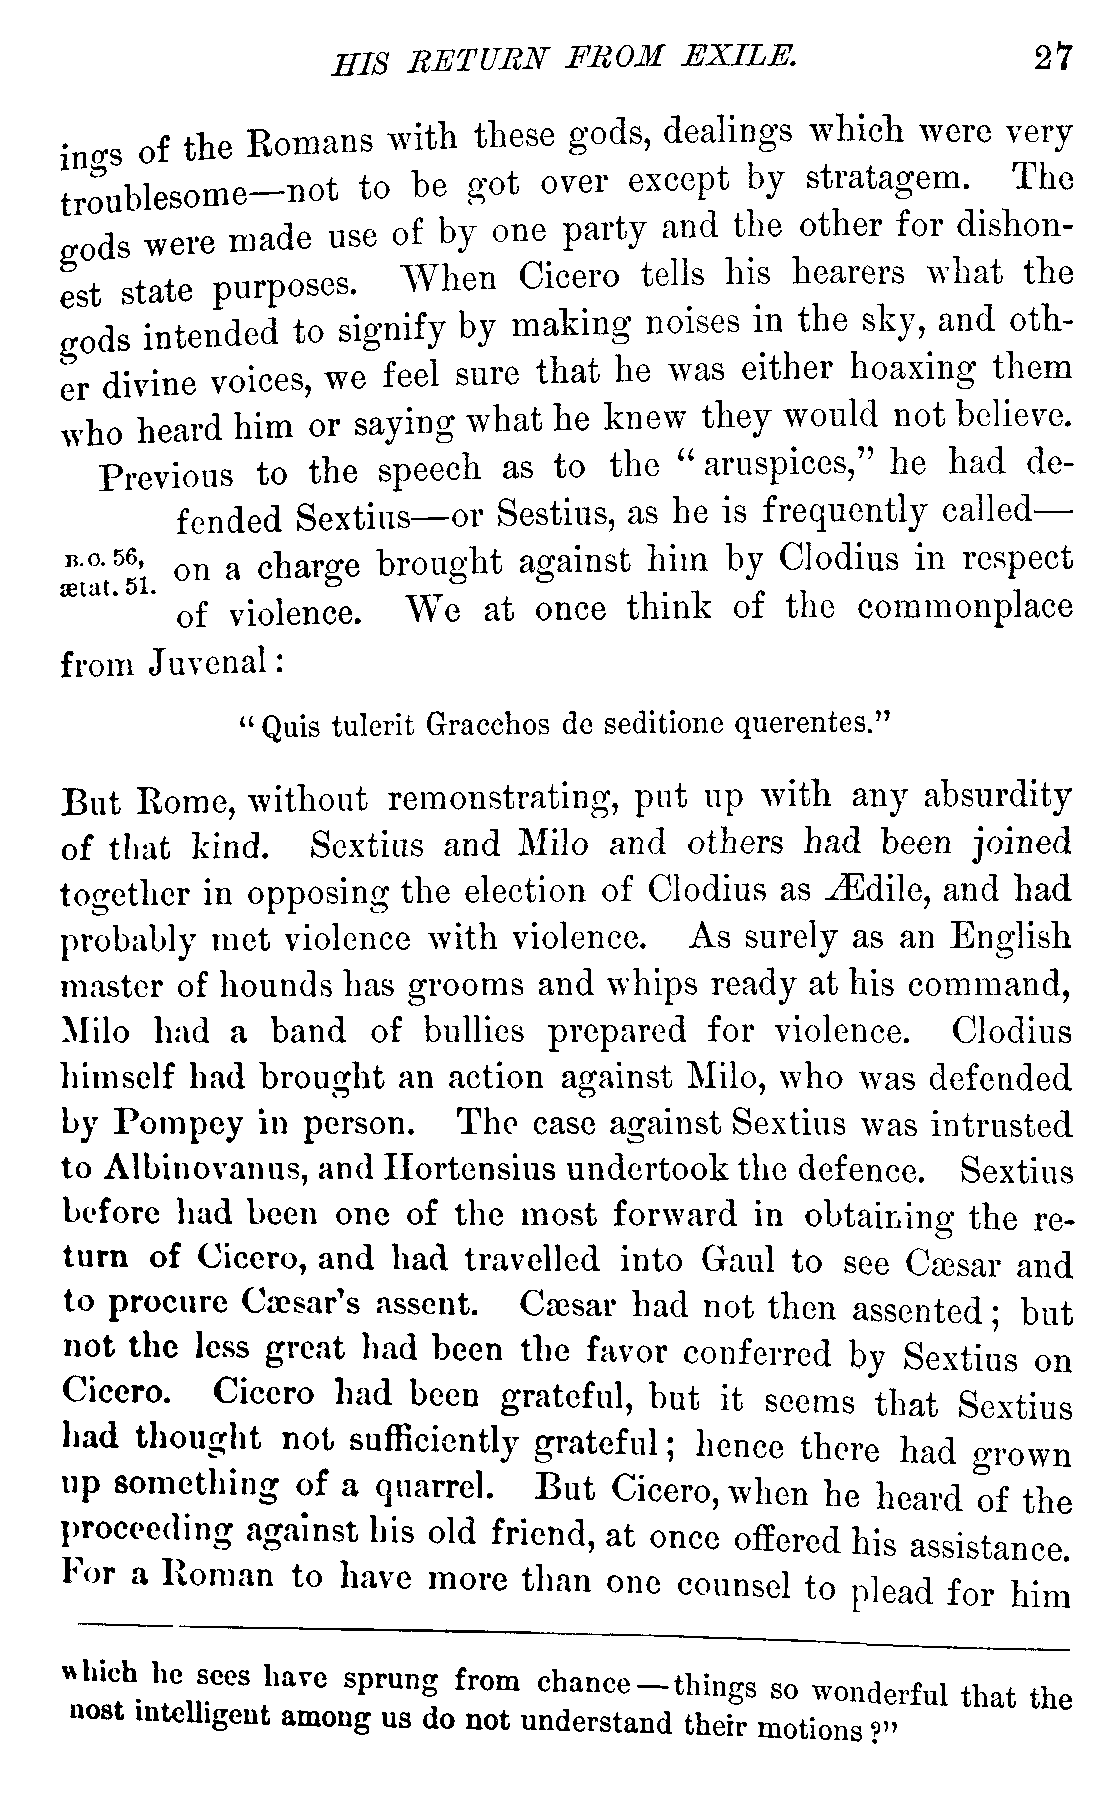 HIS RETURN FROM EXILE. 27
ings of the Romans with these gods, dealings which were very
troublesome—not to be got over except by stratagem. The
gods were made use of by one party and the other for dishon-
est state purposes. When Cicero tells his hearers what the
gods intended to signify by making noises in the sky, and oth-
er divine voices, we feel sure that he was either hoaxing them
who heard him or saying what he knew they would not believe.
Previous to the speech as to the "aruspices," he had de-
fended Sextius—or Sestius, as he is frequently called—
B.C. 56, on a charge brought against him by Clodius in respect
ætat. 51.
of violence. We at once think of the commonplace
from Juvenal:
"Quis tulerit Gracchos de seditione querentes."
But Rome, without remonstrating, put up with any absurdity
of that kind. Sextius and Milo and others had been joined
together in opposing the election of Clodius as Ædile, and had
probably met violence with violence. As surely as an English
master of hounds has grooms and whips ready at his command,
Milo had a band of bullies prepared for violence. Clodius
himself had brought an action against Milo, who was defended
by Pompey in person. The case against Sextius was intrusted
to Albinovanus, and Hortensius undertook the defence. Sextius
before had been one of the most forward in obtaining the re-
turn of Cicero, and had travelled into Gaul to see Cæsar and
to procure Cæsar's assent. Cæsar had not then assented; but
not the less great had been the favor conferred by Sextius on
Cicero. Cicero had been grateful, but it seems that Sextius
had thought not sufficiently grateful; hence there had grown
up something of a quarrel. But Cicero, when he heard of the
proceeding against his old friend, at once offered his assistance.
For a Roman to have more than one counsel to plead for him
which he sees have sprung from chance—things so wonderful that the
most intelligent among us do not understand their motions?"